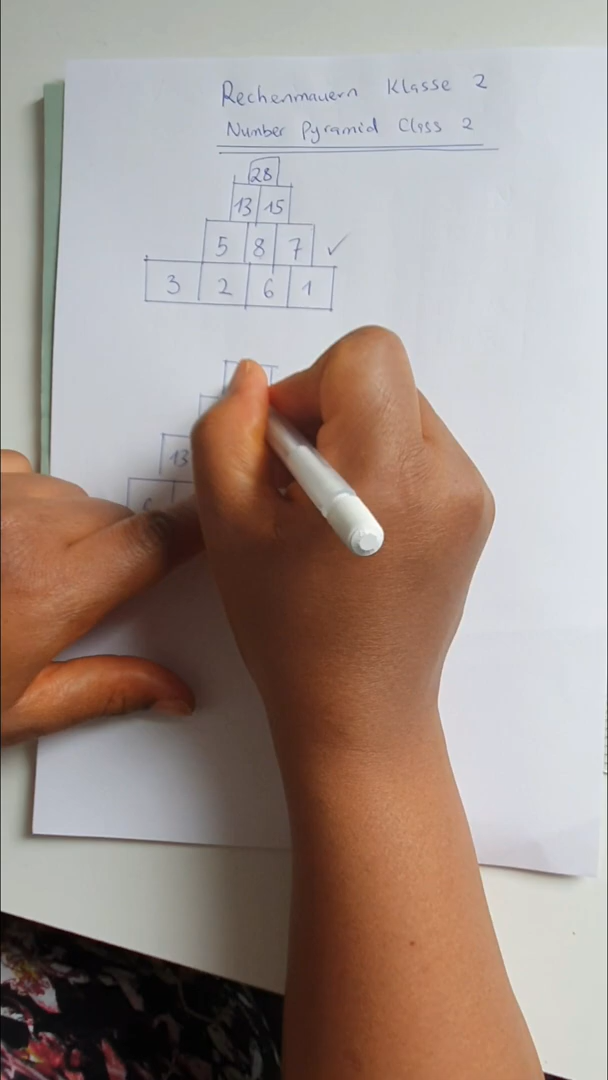 Rechenmauern Klasse 2
Number Pyramid Class 2
28
13 15
5 8 7 ✓
3 2 6 1
13